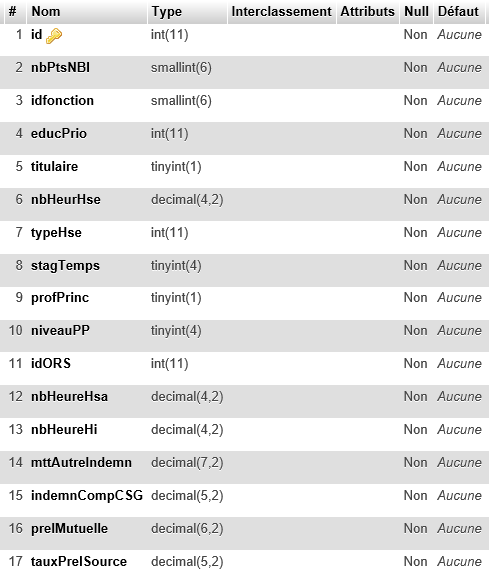 # Nom Type Interclassement Attributs Null Défaut
1 id int(11) Non Aucune
2 nbPtsNBI smallint(6) Non Aucune
3 idfonction smallint(6) Non Aucune
4 educPrio int(11) Non Aucune
5 titulaire tinyint(1) Non Aucune
6 nbHeurHse decimal(4,2) Non Aucune
7 typeHse int(11) Non Aucune
8 stagTemps tinyint(4) Non Aucune
9 profPrinc tinyint(1) Non Aucune
10 niveauPP tinyint(4) Non Aucune
11 idORS int(11) Non Aucune
12 nbHeureHsa decimal(4,2) Non Aucune
13 nbHeureHi decimal(4,2) Non Aucune
14 mttAutreIndemn decimal(7,2) Non Aucune
15 indemnCompCSG decimal(5,2) Non Aucune
16 prelMutuelle decimal(6,2) Non Aucune
17 tauxPrelSource decimal(5,2) Non Aucune